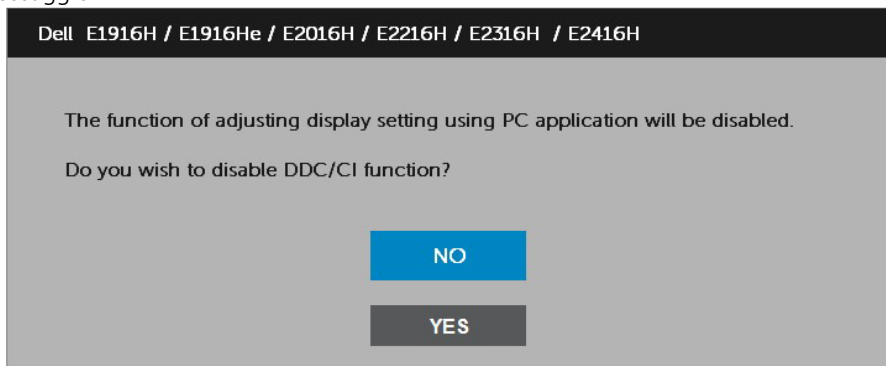 Dell E1916H / E1916He / E2016H / E2216H / E2316H / E2416H
The function of adjusting display setting using PC application will be disabled.
Do you wish to disable DDC/CI function?
NO
YES